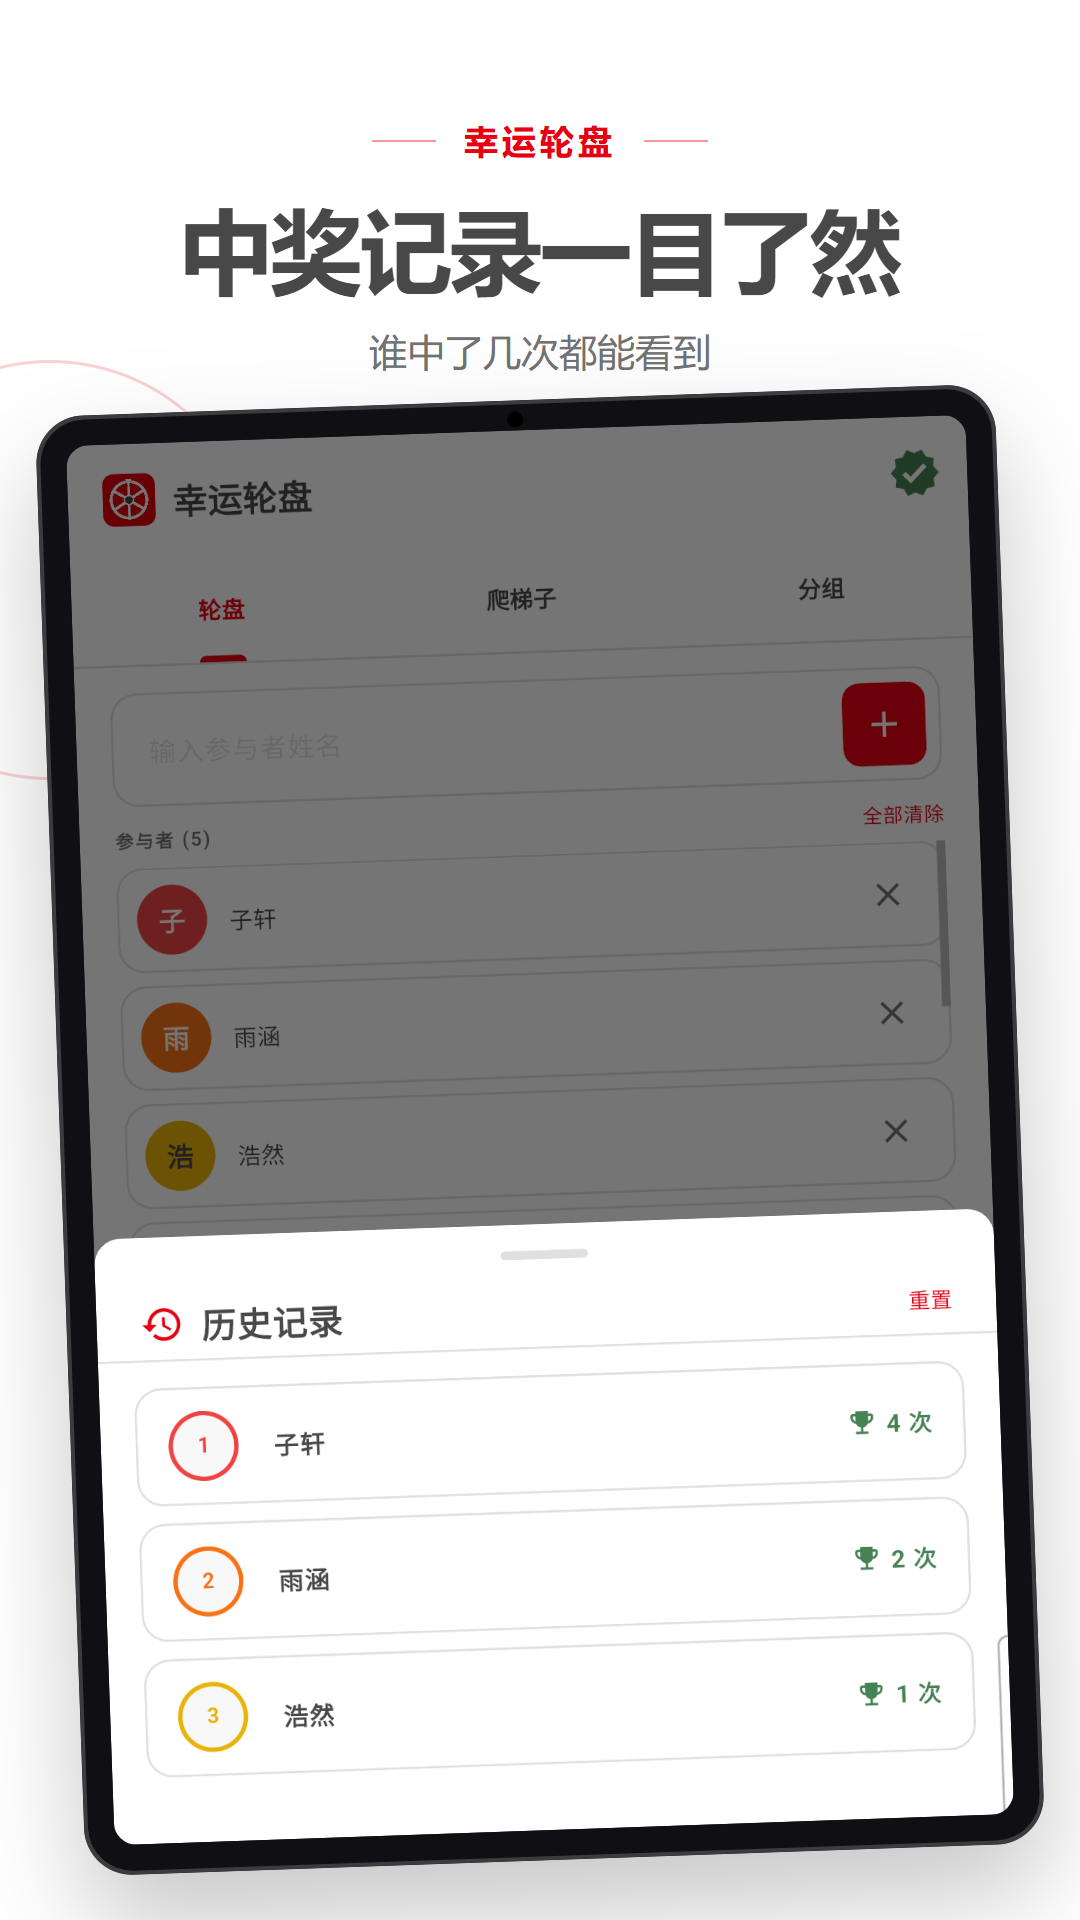 幸运轮盘
中奖记录一目了然
谁中了几次都能看到
幸运轮盘
轮盘
爬梯子
分组
输入参与者姓名
参与者 (5)
全部清除
子 子轩
雨 雨涵
浩 浩然
历史记录
重置
1 子轩 4 次
2 雨涵 2 次
3 浩然 1 次